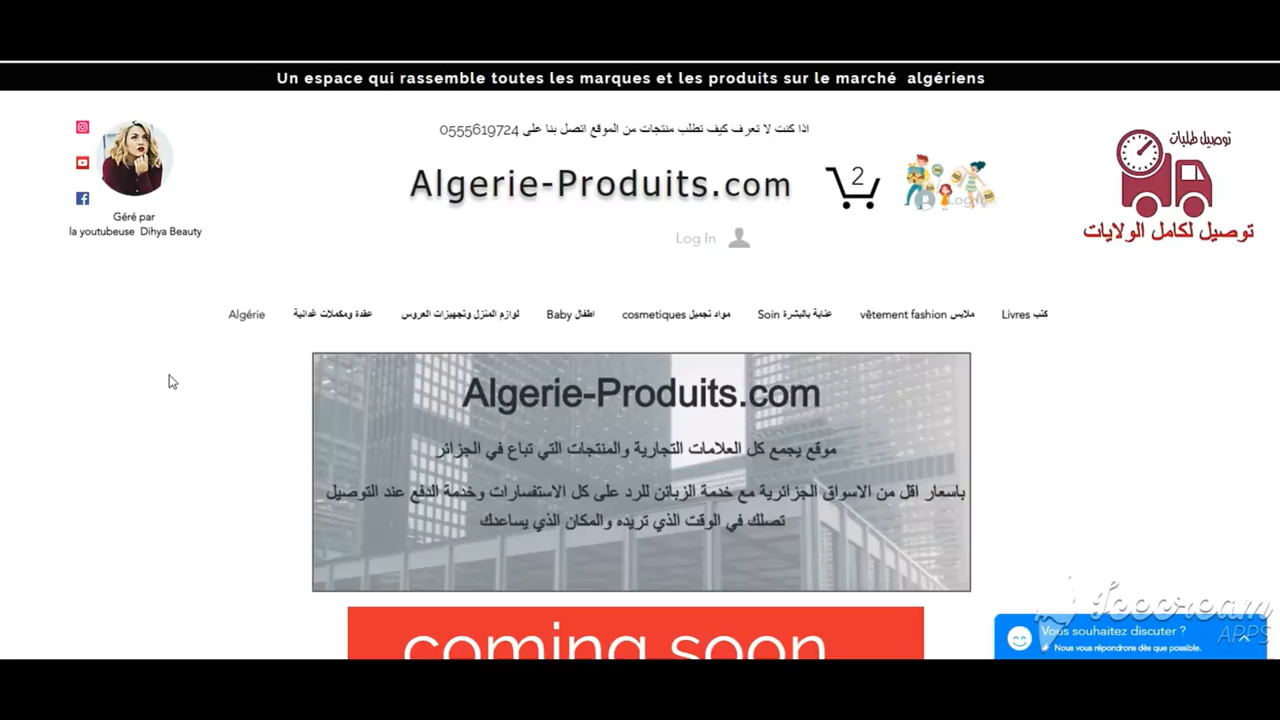 Un espace qui rassemble toutes les marques et les produits sur le marché algériens
اذا كنت لا تعرف كيف تطلب منتجات من الموقع اتصل بنا على 0555619724
توصيل طلبات
Algerie-Produits.com
2
Log In
Géré par
la youtubeuse Dihya Beauty
توصيل لكامل الولايات
Log In
Algérie
عقدة ومكملات غدانية
لوازم المنزل وتجهيزات العروس
Baby اطفال
cosmetiques مواد تجميل
Soin عناية بالبشرة
vêtement fashion ملابس
Livres كتب
Algerie-Produits.com
موقع يجمع كل العلامات التجارية والمنتجات التي تباع في الجزائر
باسعار اقل من الاسواق الجزائرية مع خدمة الزبائن للرد على كل الاستفسارات وخدمة الدفع عند التوصيل
تصلك في الوقت الذي تريده والمكان الذي يساعدك
coming soon
Icecream
APPS
Vous souhaitez discuter ?
Nous vous répondrons dès que possible.